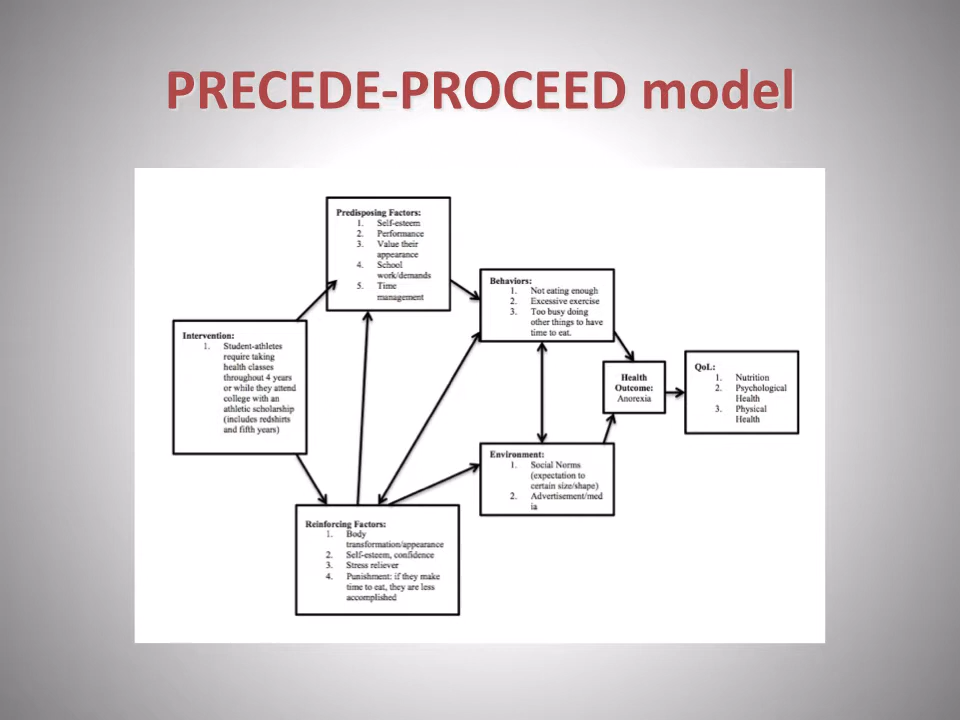 PRECEDE-PROCEED model
Predisposing Factors:
1. Self-esteem
2. Performance
3. Value their
appearance
4. School
work/demands
5. Time
management
Intervention:
1. Student-athletes
require taking
health classes
throughout 4 years
or while they attend
college with an
athletic scholarship
(includes redshirts
and fifth years)
Reinforcing Factors:
1. Body
transformation/appearance
2. Self-esteem, confidence
3. Stress reliever
4. Punishment: if they make
time to eat, they are less
accomplished
Behaviors:
1. Not eating enough
2. Excessive exercise
3. Too busy doing
other things to have
time to eat.
Environment:
1. Social Norms
(expectation to
certain size/shape)
2. Advertisement/med
ia
Health
Outcome:
Anorexia
QoL:
1. Nutrition
2. Psychological
Health
3. Physical
Health